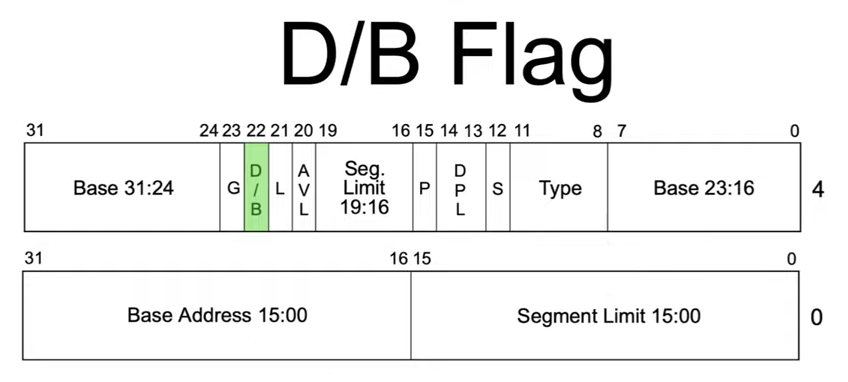 D/B Flag
31 24 23 22 21 20 19 16 15 14 13 12 11 8 7 0
Base 31:24 G D/B L AVL Seg. Limit 19:16 P DPL S Type Base 23:16 4
31 16 15 0
Base Address 15:00 Segment Limit 15:00 0